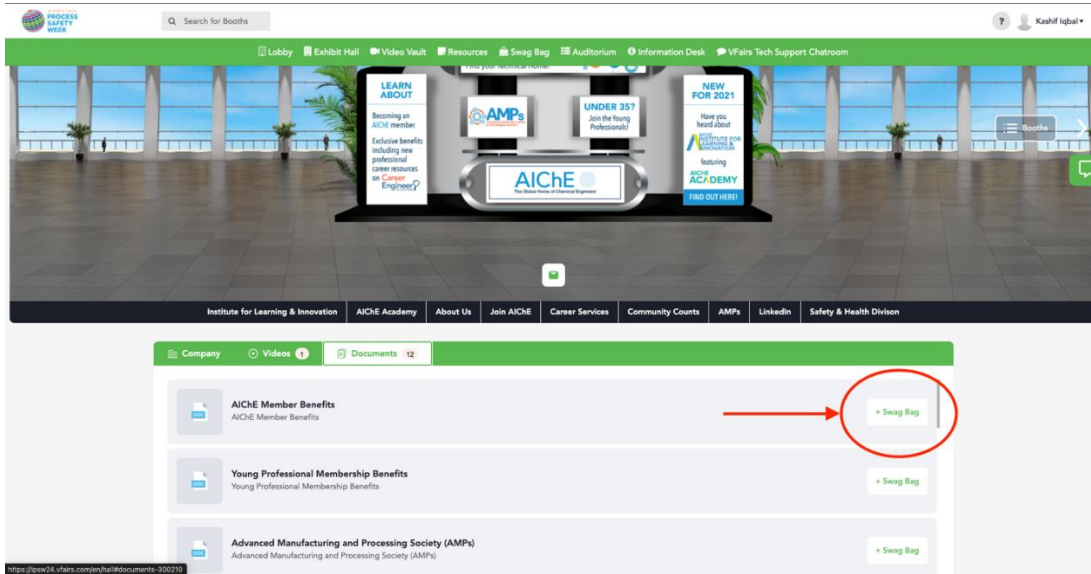 PROCESS
SAFETY
WEEK
Search for Booths
?
Kashif Iqbal
Lobby Exhibit Hall Video Vault Resources Swag Bag Auditorium Information Desk VFairs Tech Support Chatroom
Find your Technical Home!
LEARN
ABOUT
Becoming an
AIChE member
Exclusive benefits
including new
professional
career resources
on Career
Engineer
AMPs
UNDER 35?
Join the Young
Professionals!
AIChE
The Global Home of Chemical Engineers
NEW
FOR 2021
Have you
heard about
INSTITUTE FOR
LEARNING &
INNOVATION
featuring
AIChE
ACADEMY
FIND OUT HERE!
Booths
Institute for Learning & Innovation AIChE Academy About Us Join AIChE Career Services Community Counts AMPs LinkedIn Safety & Health Divison
Company Videos 1 Documents 12
DOC
AIChE Member Benefits
AIChE Member Benefits
+ Swag Bag
DOC
Young Professional Membership Benefits
Young Professional Membership Benefits
+ Swag Bag
DOC
Advanced Manufacturing and Processing Society (AMPs)
Advanced Manufacturing and Processing Society (AMPs)
+ Swag Bag
https://ipsw24.vfairs.com/en/hall#documents-300210